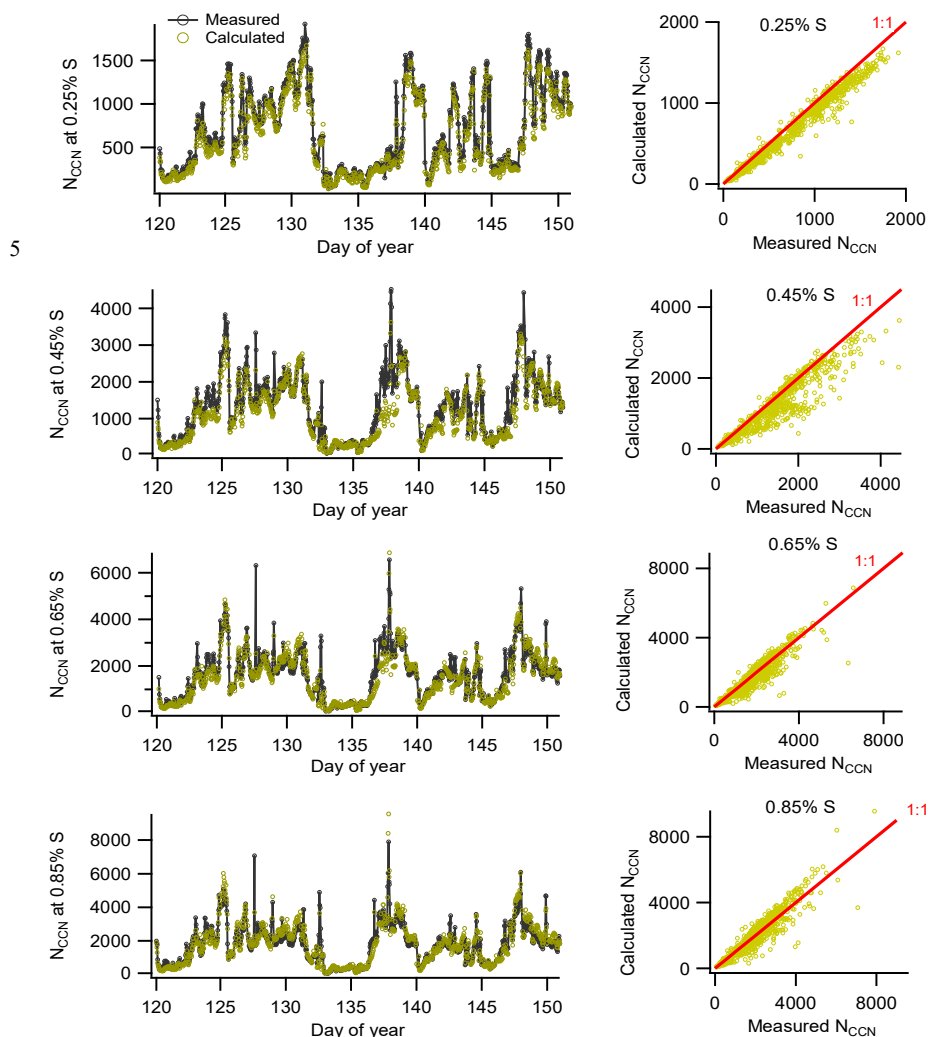 Measured
Calculated
N_CCN at 0.25% S
1500
1000
500
120 125 130 135 140 145 150
Day of year
2000
1000
0
Calculated N_CCN
1:1
0.25% S
0 1000 2000
Measured N_CCN
5
N_CCN at 0.45% S
4000
3000
2000
1000
0
120 125 130 135 140 145 150
Day of year
4000
2000
0
Calculated N_CCN
0.45% S
1:1
0 2000 4000
Measured N_CCN
N_CCN at 0.65% S
6000
4000
2000
0
120 125 130 135 140 145 150
Day of year
0.65% S
8000
4000
0
Calculated N_CCN
1:1
0 4000 8000
Measured N_CCN
N_CCN at 0.85% S
8000
6000
4000
2000
0
120 125 130 135 140 145 150
Day of year
0.85% S
8000
4000
0
Calculated N_CCN
1:1
0 4000 8000
Measured N_CCN